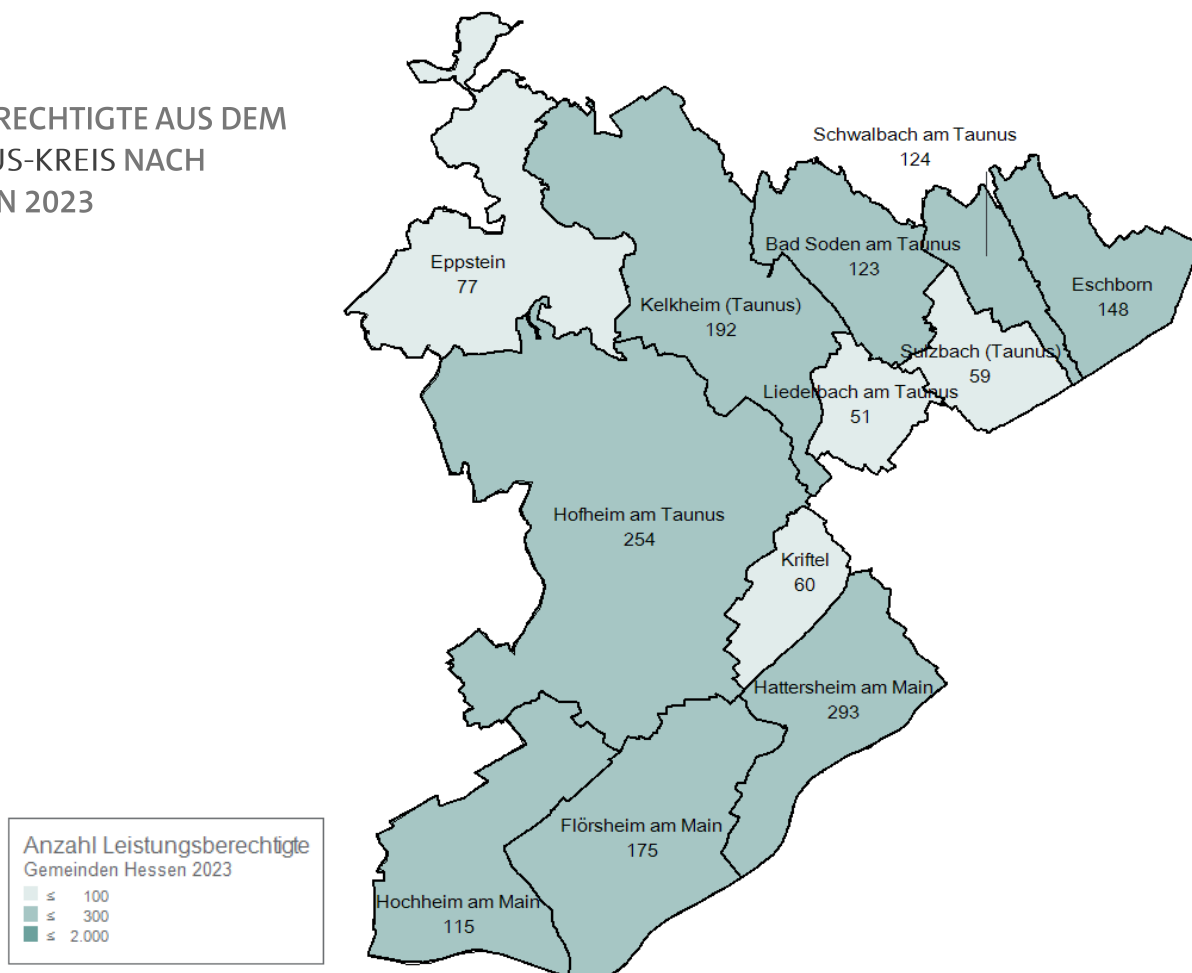 RECHTIGTE AUS DEM
US-KREIS NACH
N 2023
Schwalbach am Taunus
124
Bad Soden am Taunus
123
Eppstein
77
Eschborn
148
Kelkheim (Taunus)
192
Sulzbach (Taunus)
59
Liederbach am Taunus
51
Hofheim am Taunus
254
Kriftel
60
Hattersheim am Main
293
Flörsheim am Main
175
Hochheim am Main
115
Anzahl Leistungsberechtigte
Gemeinden Hessen 2023
≤ 100
≤ 300
≤ 2.000